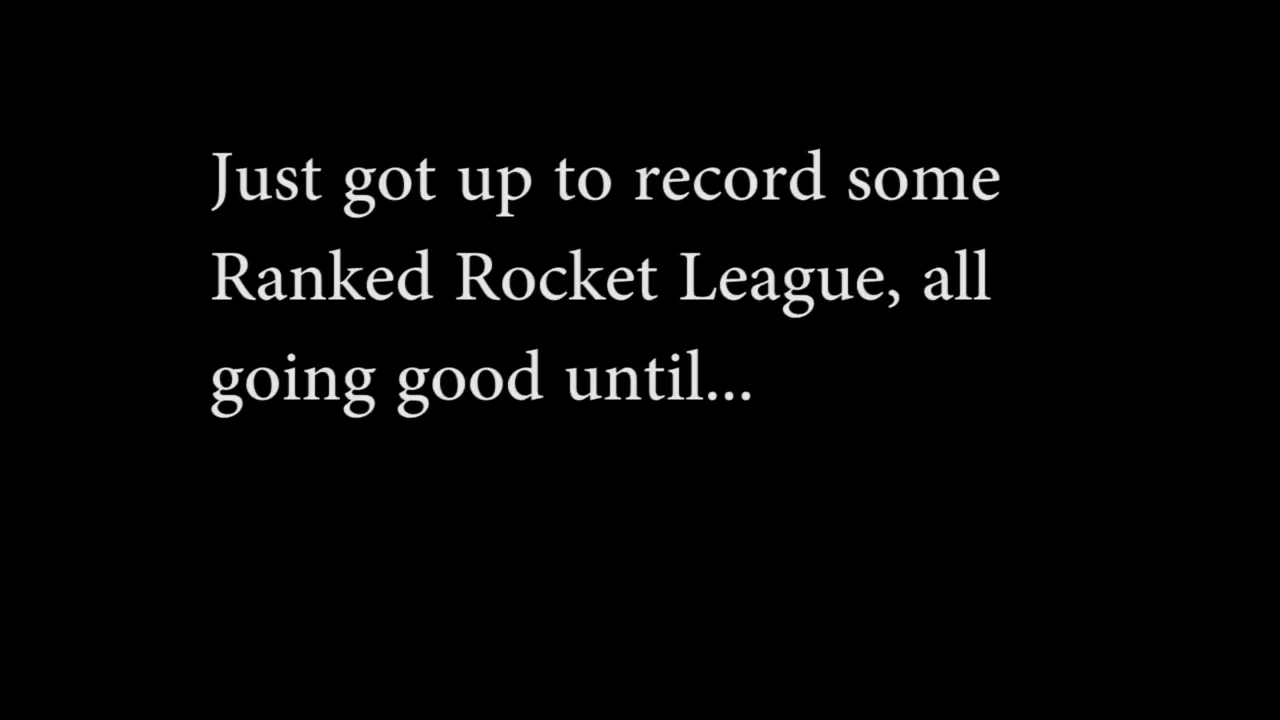 Just got up to record some
Ranked Rocket League, all
going good until...